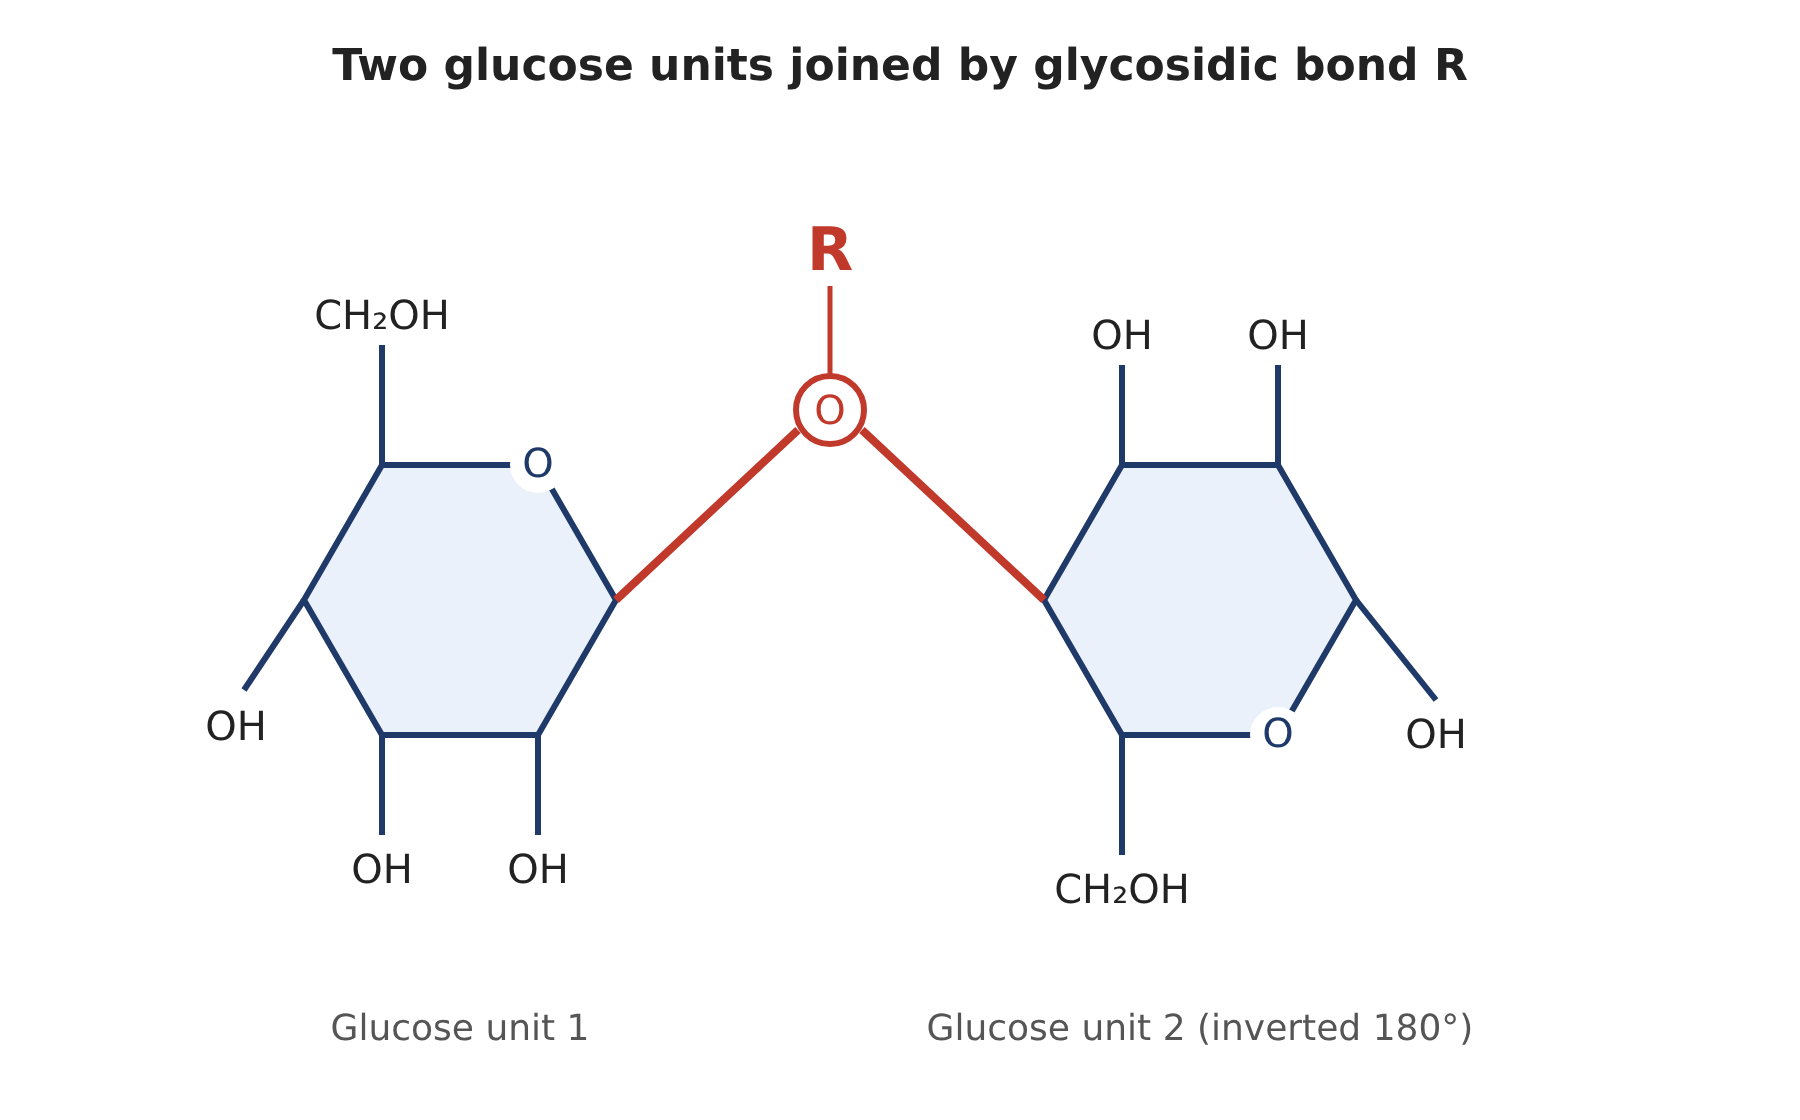 Two glucose units joined by glycosidic bond R
R
CH₂OH
OH OH
O
O
OH
O
OH
OH OH
CH₂OH
Glucose unit 1
Glucose unit 2 (inverted 180°)